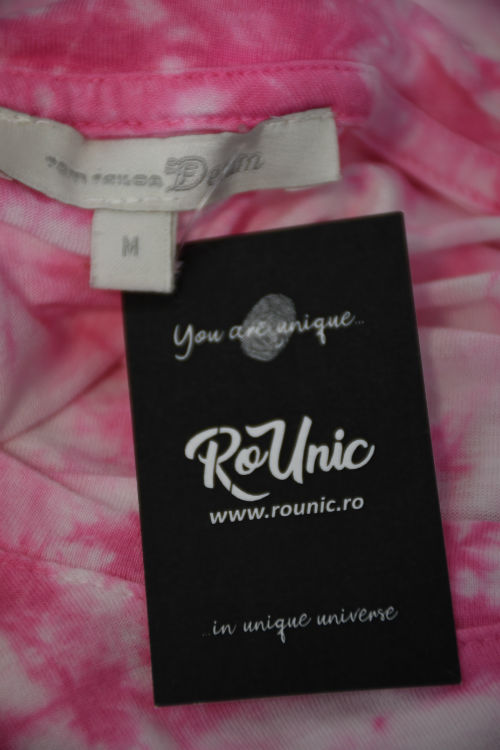 TOM TAILOR Denim
M
You are unique...
RoUnic
www.rounic.ro
...in unique universe